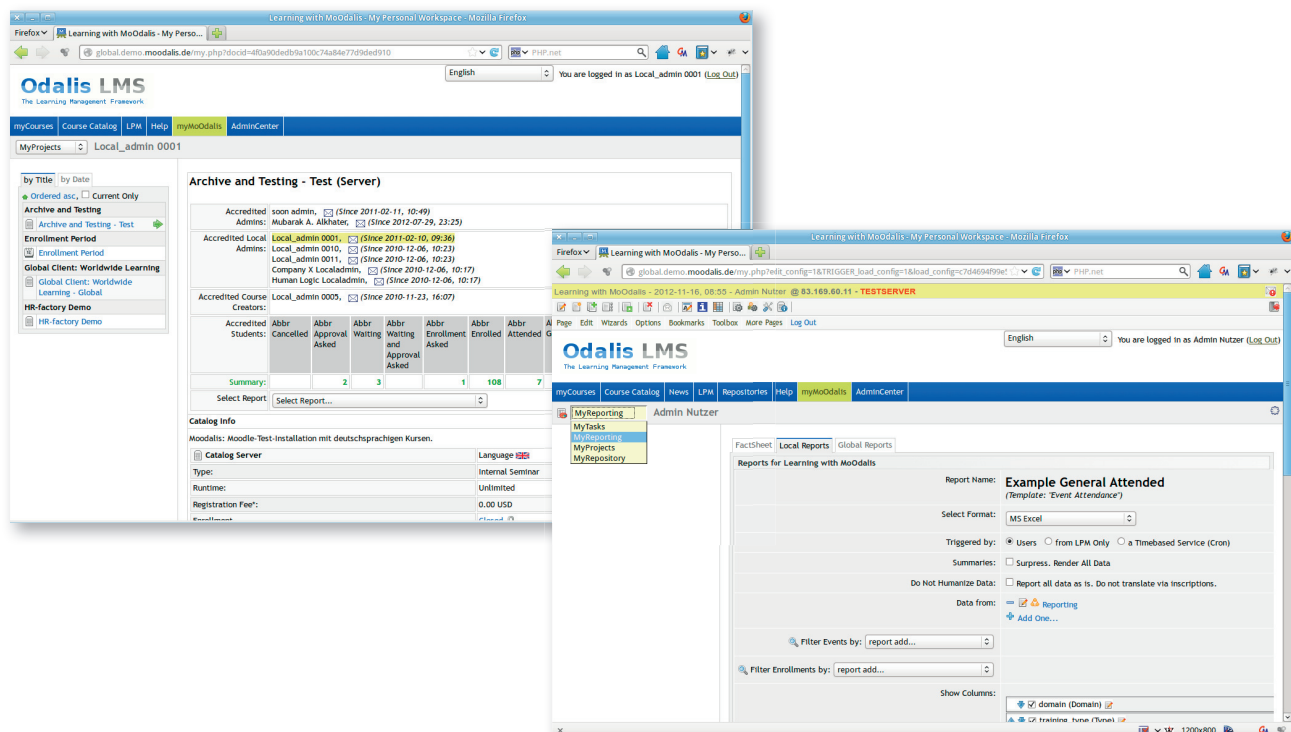 Learning with MoOdalis - My Personal Workspace - Mozilla Firefox
Firefox
Learning with MoOdalis - My Perso...
global.demo.moodalis.de/my.php?docid=4f0a90dedb9a100c74a84e77d9ded910
PHP.net
English
You are logged in as Local_admin 0001 (Log Out)
Odalis LMS
The Learning Management Framework
myCourses Course Catalog LPM Help myMoOdalis AdminCenter
MyProjects Local_admin 0001
by Title by Date
Ordered asc, Current Only
Archive and Testing
Archive and Testing - Test
Enrollment Period
Enrollment Period
Global Client: Worldwide Learning
Global Client: Worldwide
Learning - Global
HR-factory Demo
HR-factory Demo
Archive and Testing - Test (Server)
Accredited Admins:
soon admin, (Since 2011-02-11, 10:49)
Mubarak A. Alkhater, (Since 2012-07-29, 23:25)
Accredited Local Admins:
Local_admin 0001, (Since 2011-02-10, 09:36)
Local_admin 0010, (Since 2010-12-06, 10:23)
Local_admin 0011, (Since 2010-12-06, 10:23)
Company X Localadmin, (Since 2010-12-06, 10:17)
Human Logic Localadmin, (Since 2010-12-06, 10:17)
Accredited Course Creators:
Local_admin 0005, (Since 2010-11-23, 16:07)
Accredited Students:
Abbr Cancelled
Abbr Approval Asked
Abbr Waiting
Abbr Waiting and Approval Asked
Abbr Enrollment Asked
Abbr Enrolled
Abbr Attended
Summary: 2 3 1 108 7
Select Report Select Report...
Catalog Info
Moodalis: Moodle-Test-Installation mit deutschsprachigen Kursen.
Catalog Server Language
Type: Internal Seminar
Runtime: Unlimited
Registration Fee*: 0.00 USD
Enrollment Closed
Learning with MoOdalis - My Personal Workspace - Mozilla Firefox
Firefox
Learning with MoOdalis - My Perso...
global.demo.moodalis.de/my.php?edit_config=1&TRIGGER_load_config=1&load_config=c7d4694f99e
PHP.net
Learning with MoOdalis - 2012-11-16, 08:55 - Admin Nutzer @ 83.169.60.11 - TESTSERVER
Page Edit Wizards Options Bookmarks Toolbox More Pages Log Out
English
You are logged in as Admin Nutzer (Log Out)
Odalis LMS
The Learning Management Framework
myCourses Course Catalog News LPM Repositories Help myMoOdalis AdminCenter
MyReporting Admin Nutzer
MyTasks
MyReporting
MyProjects
MyRepository
FactSheet Local Reports Global Reports
Reports for Learning with MoOdalis
Report Name: Example General Attended
(Template: 'Event Attendance')
Select Format: MS Excel
Triggered by: Users from LPM Only a Timebased Service (Cron)
Summaries: Surpress. Render All Data
Do Not Humanize Data: Report all data as is. Do not translate via inscriptions.
Data from: Reporting
Add One...
Filter Events by: report add...
Filter Enrollments by: report add...
Show Columns:
domain (Domain)
training_type (Type)
1200x800